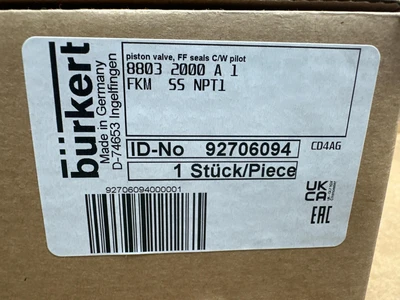 piston valve, FF seals C/W pilot
8803 2000 A 1
FKM SS NPT1
bürkert
Made in Germany
D-74653 Ingelfingen
ID-No 92706094
CD4AG
1 Stück/Piece
92706094000001
UK
CA
EAC